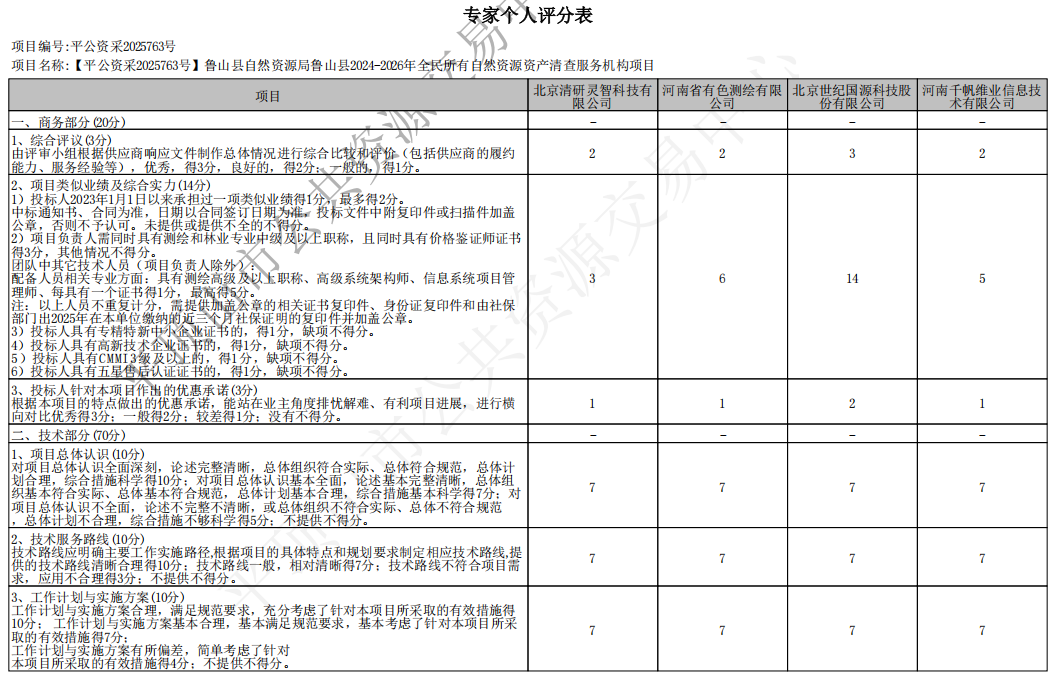 专家个人评分表
项目编号:平公资采2025763号
项目名称:【平公资采2025763号】鲁山县自然资源局鲁山县2024-2026年全民所有自然资源资产清查服务机构项目
项目
北京清研灵智科技有
限公司
河南省有色测绘有限
公司
北京世纪国源科技股
份有限公司
河南千帆维业信息技
术有限公司
一、商务部分(20分)
－ － － －
1、综合评议(3分)
由评审小组根据供应商响应文件制作总体情况进行综合比较和评价（包括供应商的履约
能力、服务经验等），优秀，得3分，良好的，得2分；一般的，得1分。
2 2 3 2
2、项目类似业绩及综合实力(14分)
1）投标人2023年1月1日以来承担过一项类似业绩得1分，最多得2分。
中标通知书、合同为准，日期以合同签订日期为准，投标文件中附复印件或扫描件加盖
公章，否则不予认可。未提供或提供不全的不得分。
2）项目负责人需同时具有测绘和林业专业中级及以上职称，且同时具有价格鉴证师证书
得3分，其他情况不得分。
团队中其它技术人员（项目负责人除外）：
配备人员相关专业方面：具有测绘高级及以上职称、高级系统架构师、信息系统项目管
理师、每具有一个证书得1分，最高得5分。
注：以上人员不重复计分，需提供加盖公章的相关证书复印件、身份证复印件和由社保
部门出2025年在本单位缴纳的近三个月社保证明的复印件并加盖公章。
3）投标人具有专精特新中小企业证书的，得1分，缺项不得分。
4）投标人具有高新技术企业证书的，得1分，缺项不得分。
5）投标人具有CMMI3级及以上的，得1分，缺项不得分。
6）投标人具有五星售后认证证书的，得1分，缺项不得分。
3 6 14 5
3、投标人针对本项目作出的优惠承诺(3分)
根据本项目的特点做出的优惠承诺，能站在业主角度排忧解难、有利项目进展，进行横
向对比优秀得3分；一般得2分；较差得1分；没有不得分。
1 1 2 1
二、技术部分(70分)
－ － － －
1、项目总体认识(10分)
对项目总体认识全面深刻，论述完整清晰，总体组织符合实际、总体符合规范，总体计
划合理，综合措施科学得10分；对项目总体认识基本全面，论述基本完整清晰，总体组
织基本符合实际、总体基本符合规范，总体计划基本合理，综合措施基本科学得7分；对
项目总体认识不全面，论述不完整不清晰，或总体组织不符合实际、总体不符合规范
，总体计划不合理，综合措施不够科学得5分；不提供不得分。
7 7 7 7
2、技术服务路线(10分)
技术路线应明确主要工作实施路径,根据项目的具体特点和规划要求制定相应技术路线,提
供的技术路线清晰合理得10分；技术路线一般，相对清晰得7分；技术路线不符合项目需
求，应用不合理得3分；不提供不得分。
7 7 7 7
3、工作计划与实施方案(10分)
工作计划与实施方案合理，满足规范要求，充分考虑了针对本项目所采取的有效措施得
10分； 工作计划与实施方案基本合理，基本满足规范要求，基本考虑了针对本项目所采
取的有效措施得7分；
工作计划与实施方案有所偏差，简单考虑了针对
本项目所采取的有效措施得4分；不提供不得分。
7 7 7 7
平顶山市公共资源交易中心
平顶山市公共资源交易中心